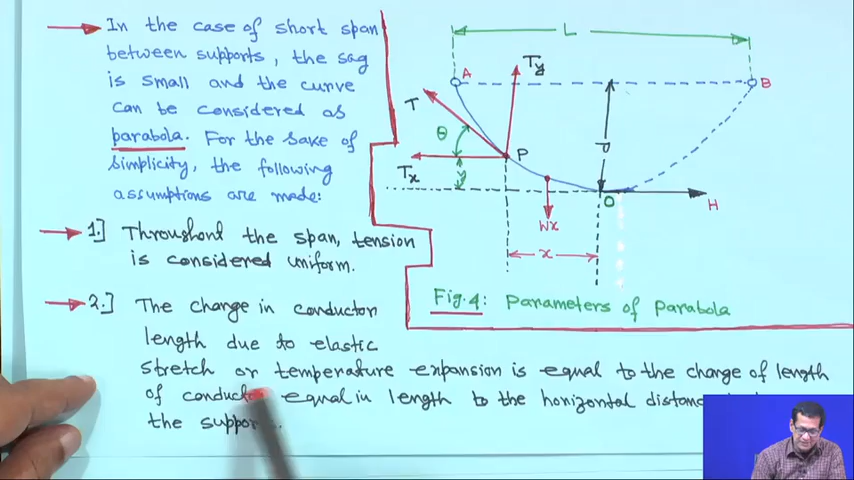 In the case of short span
between supports, the sag
is small and the curve
can be considered as
parabola. For the sake of
simplicity, the following
assumptions are made:
1.] Throughout the span, tension
is considered uniform.
2.] The change in conductor
length due to elastic
stretch or temperature expansion is equal to the change of length
of conductor equal in length to the horizontal
the
L
A
B
Ty
T
θ
P
Tx
y
d
O
H
Wx
x
Fig.4: Parameters of Parabola